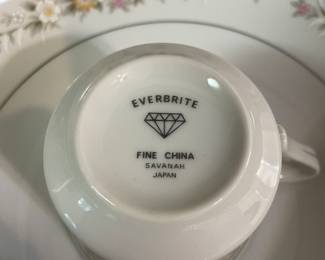 EVERBRITE
FINE CHINA
SAVANAH
JAPAN